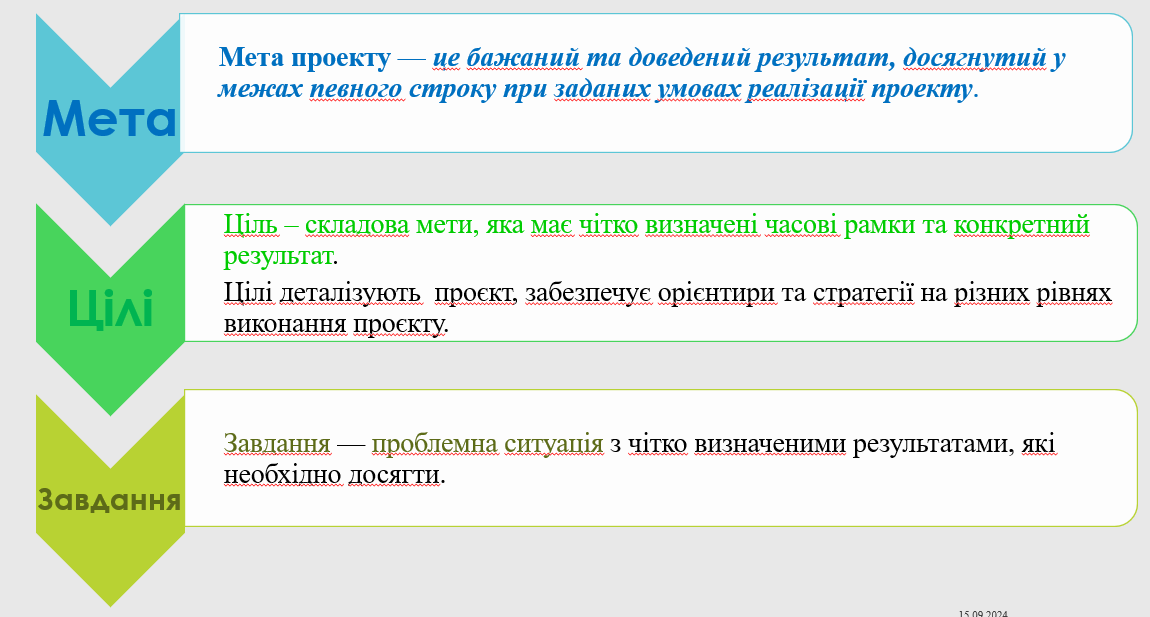 Мета
Мета проекту — це бажаний та доведений результат, досягнутий у
межах певного строку при заданих умовах реалізації проекту.
Цілі
Ціль – складова мети, яка має чітко визначені часові рамки та конкретний
результат.
Цілі деталізують проєкт, забезпечує орієнтири та стратегії на різних рівнях
виконання проєкту.
Завдання
Завдання — проблемна ситуація з чітко визначеними результатами, які
необхідно досягти.
15.09.2024